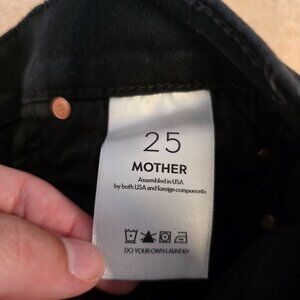 25
MOTHER
Assembled in USA
by both USA and foreign components
DO YOUR OWN LAUNDRY